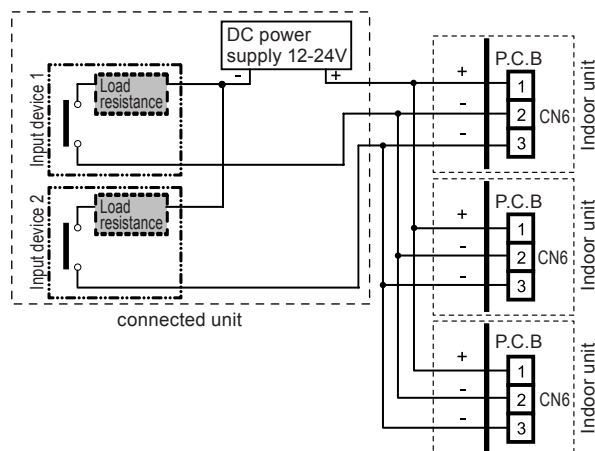 DC power
supply 12-24V
-
+
Input device 1
Load
resistance
Input device 2
Load
resistance
connected unit
P.C.B
+
1
-
2
CN6
-
3
Indoor unit
P.C.B
+
1
-
2
CN6
-
3
Indoor unit
P.C.B
+
1
-
2
CN6
-
3
Indoor unit